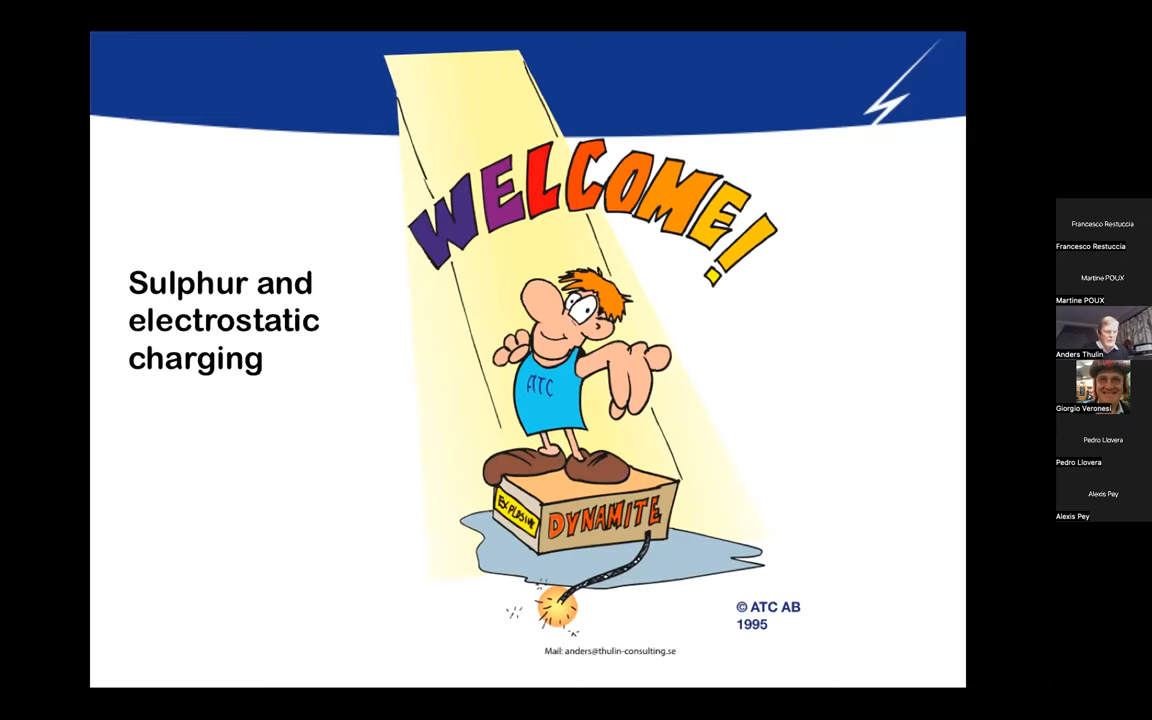 WELCOME!
Sulphur and
electrostatic
charging
ATC
EXPLOSIVE
DYNAMITE
© ATC AB
1995
Mail: anders@thulin-consulting.se
Francesco Restuccia
Francesco Restuccia
Martine POUX
Martine POUX
Anders Thulin
Giorgio Veronesi
Pedro Llovera
Pedro Llovera
Alexis Pey
Alexis Pey